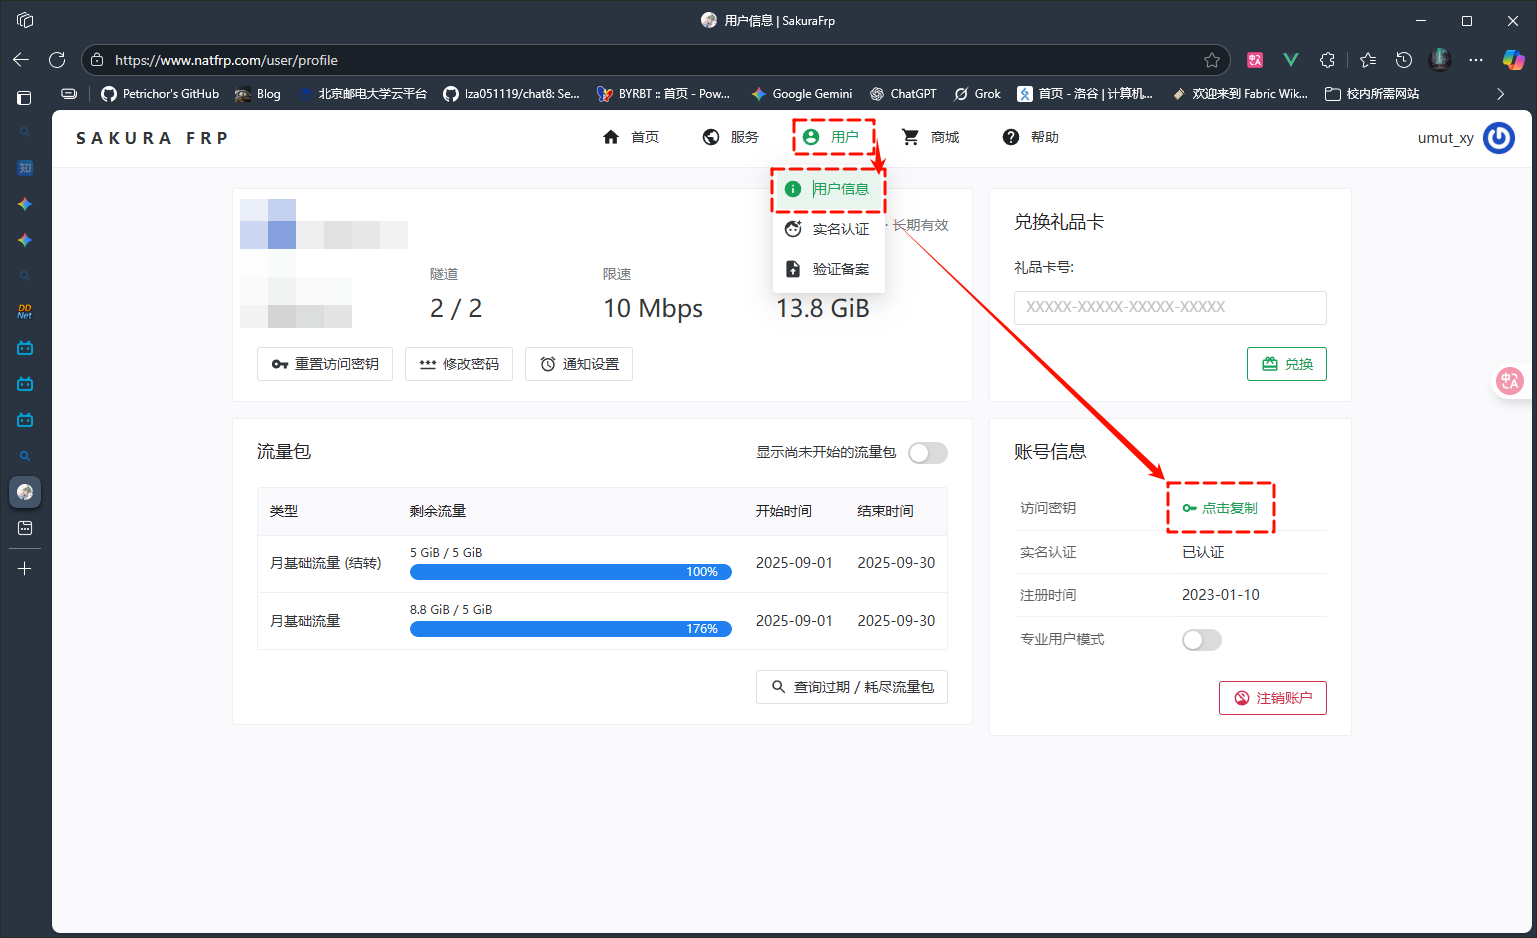 用户信息 | SakuraFrp
https://www.natfrp.com/user/profile
Petrichor's GitHub
Blog
北京邮电大学云平台
lza051119/chat8: Se...
BYRBT :: 首页 - Pow...
Google Gemini
ChatGPT
Grok
首页 - 洛谷 | 计算机...
欢迎来到 Fabric Wik...
校内所需网站
知
DDNet
SAKURA FRP
首页
服务
用户
商城
帮助
umut_xy
用户信息
实名认证
验证备案
· 长期有效
隧道
2 / 2
限速
10 Mbps
13.8 GiB
重置访问密钥
修改密码
通知设置
兑换礼品卡
礼品卡号:
XXXXX-XXXXX-XXXXX-XXXXX
兑换
流量包
显示尚未开始的流量包
类型 剩余流量 开始时间 结束时间
月基础流量 (结转) 5 GiB / 5 GiB 100% 2025-09-01 2025-09-30
月基础流量 8.8 GiB / 5 GiB 176% 2025-09-01 2025-09-30
查询过期 / 耗尽流量包
账号信息
访问密钥 点击复制
实名认证 已认证
注册时间 2023-01-10
专业用户模式
注销账户
中A